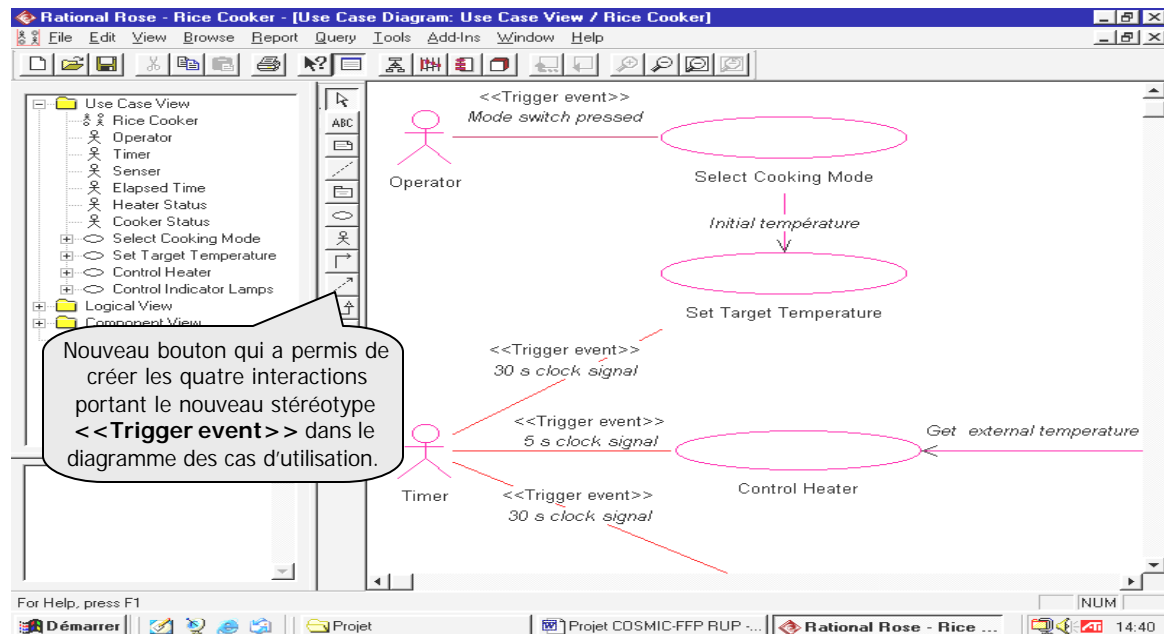 Rational Rose - Rice Cooker - [Use Case Diagram: Use Case View / Rice Cooker]
File Edit View Browse Report Query Tools Add-Ins Window Help
Use Case View
Rice Cooker
Operator
Timer
Senser
Elapsed Time
Heater Status
Cooker Status
Select Cooking Mode
Set Target Temperature
Control Heater
Control Indicator Lamps
Logical View
Component View
ABC
<<Trigger event>>
Mode switch pressed
Operator
Select Cooking Mode
Initial température
Set Target Temperature
<<Trigger event>>
30 s clock signal
<<Trigger event>>
5 s clock signal
Get external temperature
Control Heater
Timer
<<Trigger event>>
30 s clock signal
Nouveau bouton qui a permis de
créer les quatre interactions
portant le nouveau stéréotype
<<Trigger event>> dans le
diagramme des cas d'utilisation.
For Help, press F1
NUM
Démarrer
Projet
Projet COSMIC-FFP RUP -...
Rational Rose - Rice ...
14:40